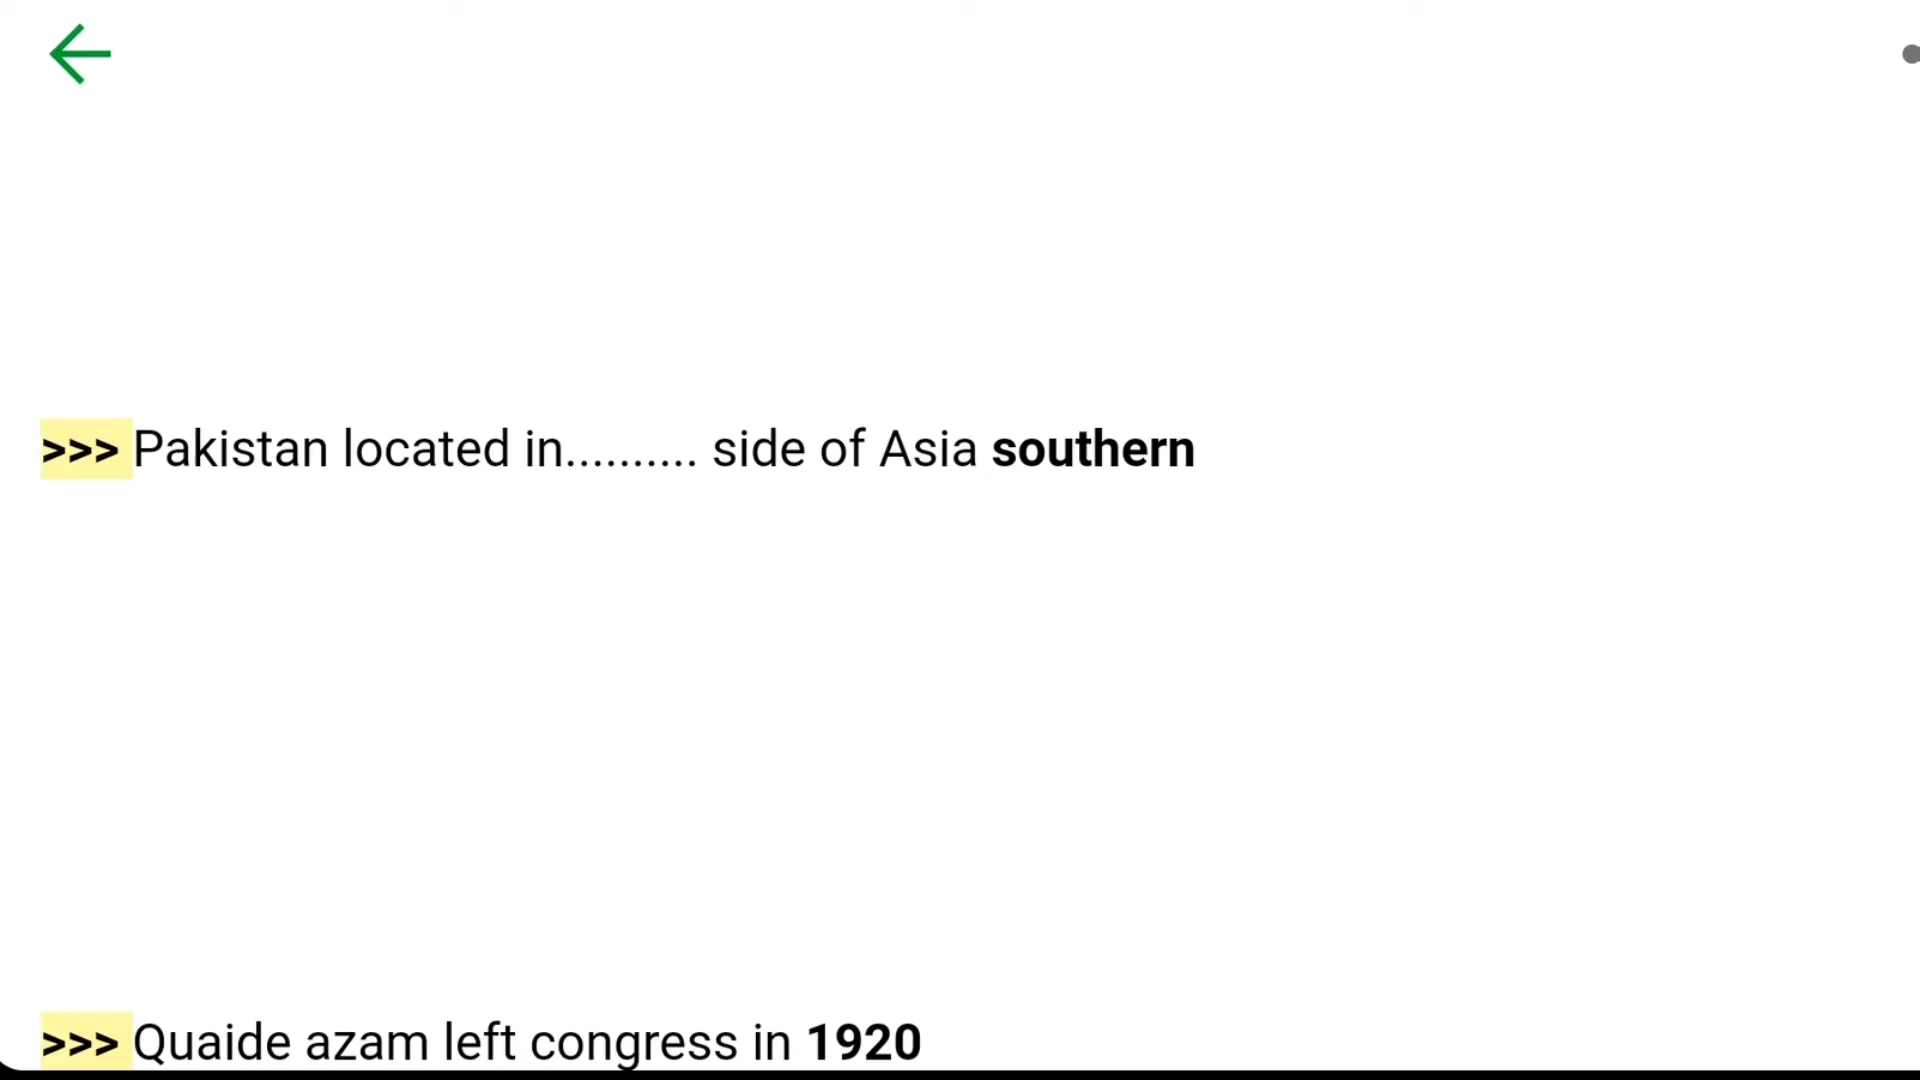 >>> Pakistan located in.......... side of Asia southern
>>> Quaide azam left congress in 1920